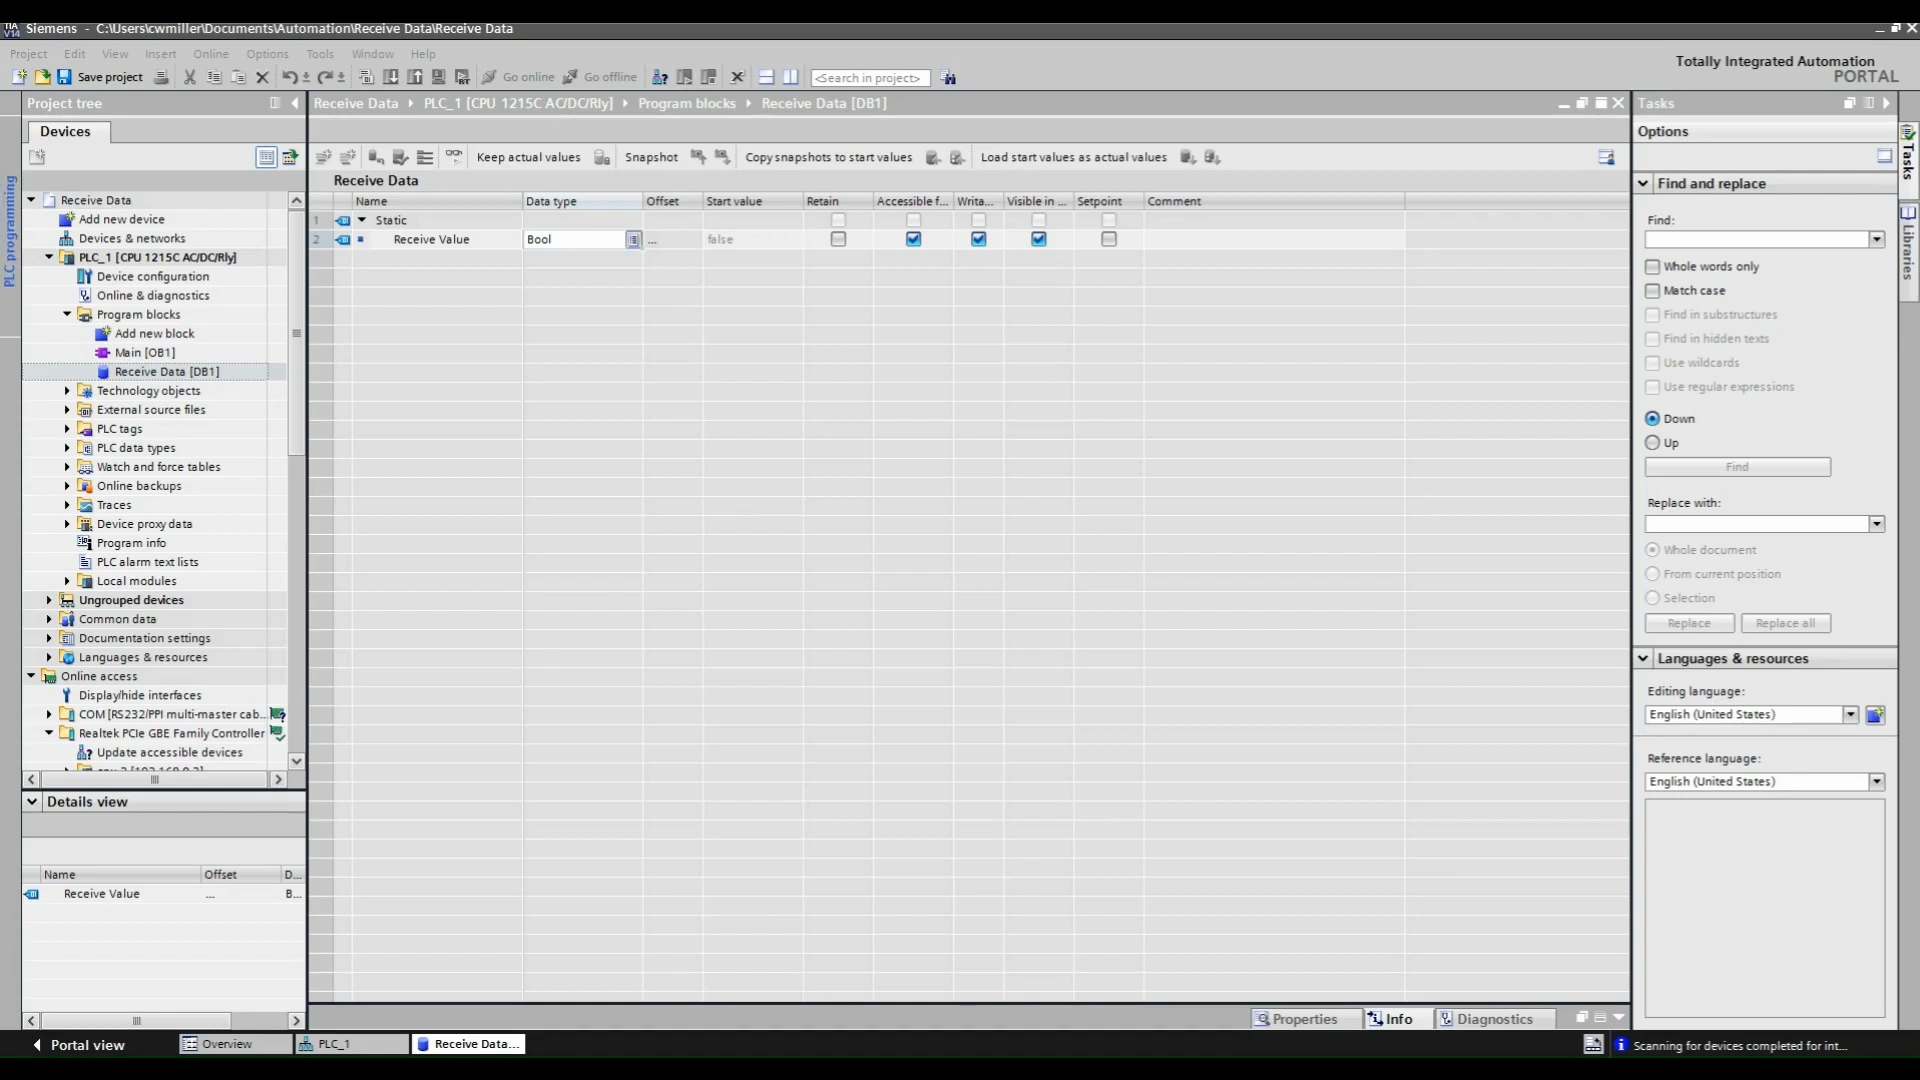 TIA V14
Siemens - C:\Users\cwmiller\Documents\Automation\Receive Data\Receive Data
Project Edit View Insert Online Options Tools Window Help
Totally Integrated Automation
PORTAL
Save project
Go online
Go offline
<Search in project>
Project tree
Devices
PLC programming
Receive Data
Add new device
Devices & networks
PLC_1 [CPU 1215C AC/DC/Rly]
Device configuration
Online & diagnostics
Program blocks
Add new block
Main [OB1]
Receive Data [DB1]
Technology objects
External source files
PLC tags
PLC data types
Watch and force tables
Online backups
Traces
Device proxy data
Program info
PLC alarm text lists
Local modules
Ungrouped devices
Common data
Documentation settings
Languages & resources
Online access
Display/hide interfaces
COM [RS232/PPI multi-master cab...
Realtek PCIe GBE Family Controller
Update accessible devices
Details view
Name Offset D...
Receive Value ... B...
Receive Data PLC_1 [CPU 1215C AC/DC/Rly] Program blocks Receive Data [DB1]
Keep actual values Snapshot Copy snapshots to start values Load start values as actual values
Receive Data
Name Data type Offset Start value Retain Accessible f... Writa... Visible in ... Setpoint Comment
1 Static
2 Receive Value Bool ... false
Properties Info Diagnostics
Tasks
Options
Find and replace
Find:
Whole words only
Match case
Find in substructures
Find in hidden texts
Use wildcards
Use regular expressions
Down
Up
Find
Replace with:
Whole document
From current position
Selection
Replace Replace all
Languages & resources
Editing language:
English (United States)
Reference language:
English (United States)
Tasks
Libraries
Portal view Overview PLC_1 Receive Data... Scanning for devices completed for int...